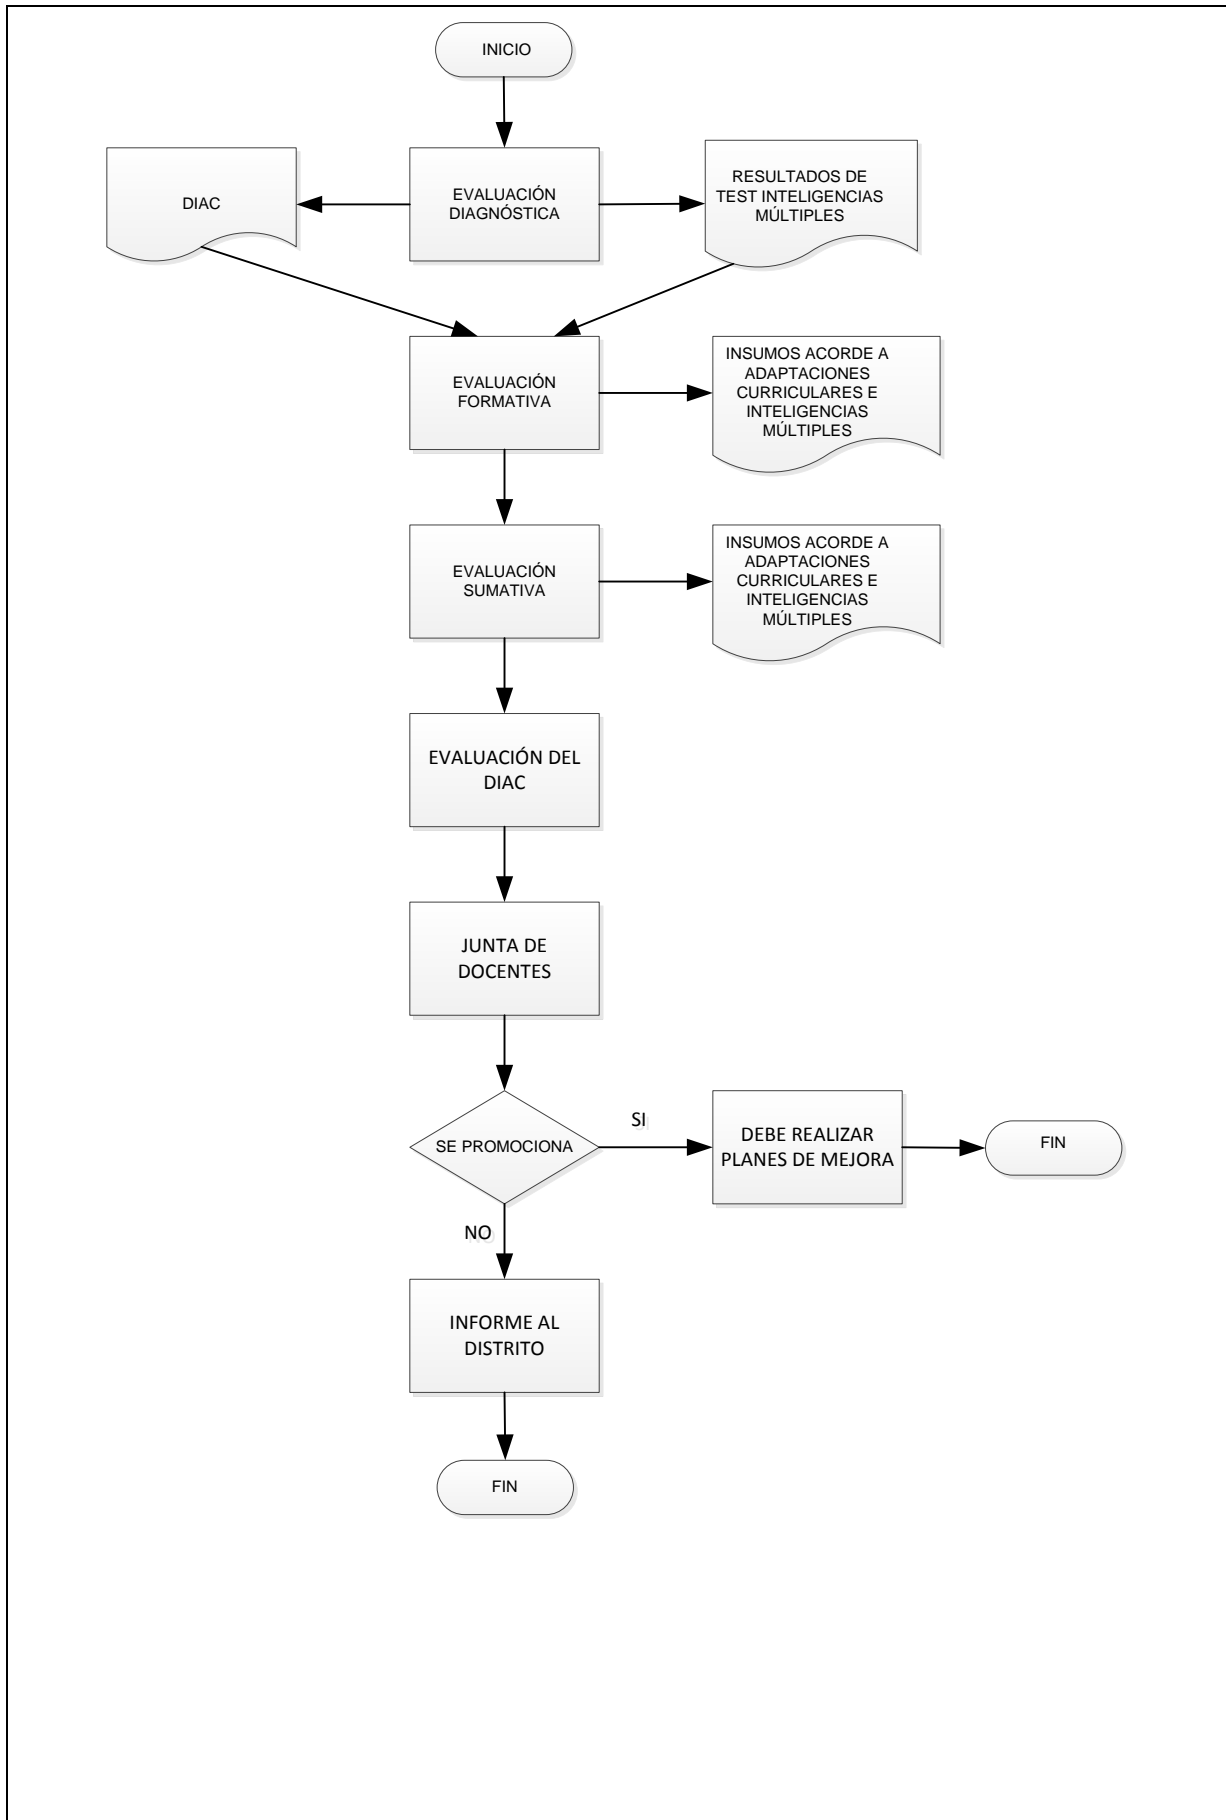 INICIO
DIAC
EVALUACIÓN
DIAGNÓSTICA
RESULTADOS DE
TEST INTELIGENCIAS
MÚLTIPLES
EVALUACIÓN
FORMATIVA
INSUMOS ACORDE A
ADAPTACIONES
CURRICULARES E
INTELIGENCIAS
MÚLTIPLES
EVALUACIÓN
SUMATIVA
INSUMOS ACORDE A
ADAPTACIONES
CURRICULARES E
INTELIGENCIAS
MÚLTIPLES
EVALUACIÓN DEL
DIAC
JUNTA DE
DOCENTES
SE PROMOCIONA
SI
DEBE REALIZAR
PLANES DE MEJORA
FIN
NO
INFORME AL
DISTRITO
FIN